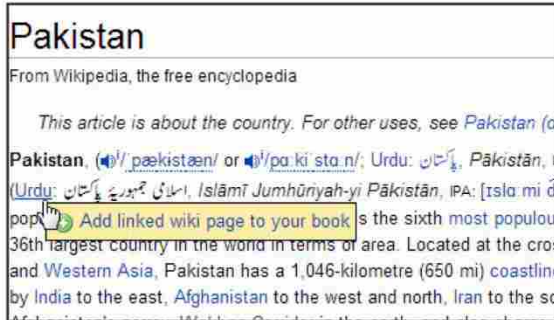 Pakistan
From Wikipedia, the free encyclopedia
This article is about the country. For other uses, see Pakistan (
Pakistan, (/ˈpækɪstæn/ or /pɑːkiˈstɑːn/; Urdu: پاکستان, Pākistān,
(Urdu: اسلامی جمہوریۂ پاکستان, Islāmī Jumhūriyah-yi Pākistān, IPA:
Add linked wiki page to your book s the sixth most populou
36th largest country in the world in terms of area. Located at the cro
and Western Asia, Pakistan has a 1,046-kilometre (650 mi) coastline
by India to the east, Afghanistan to the west and north, Iran to the so